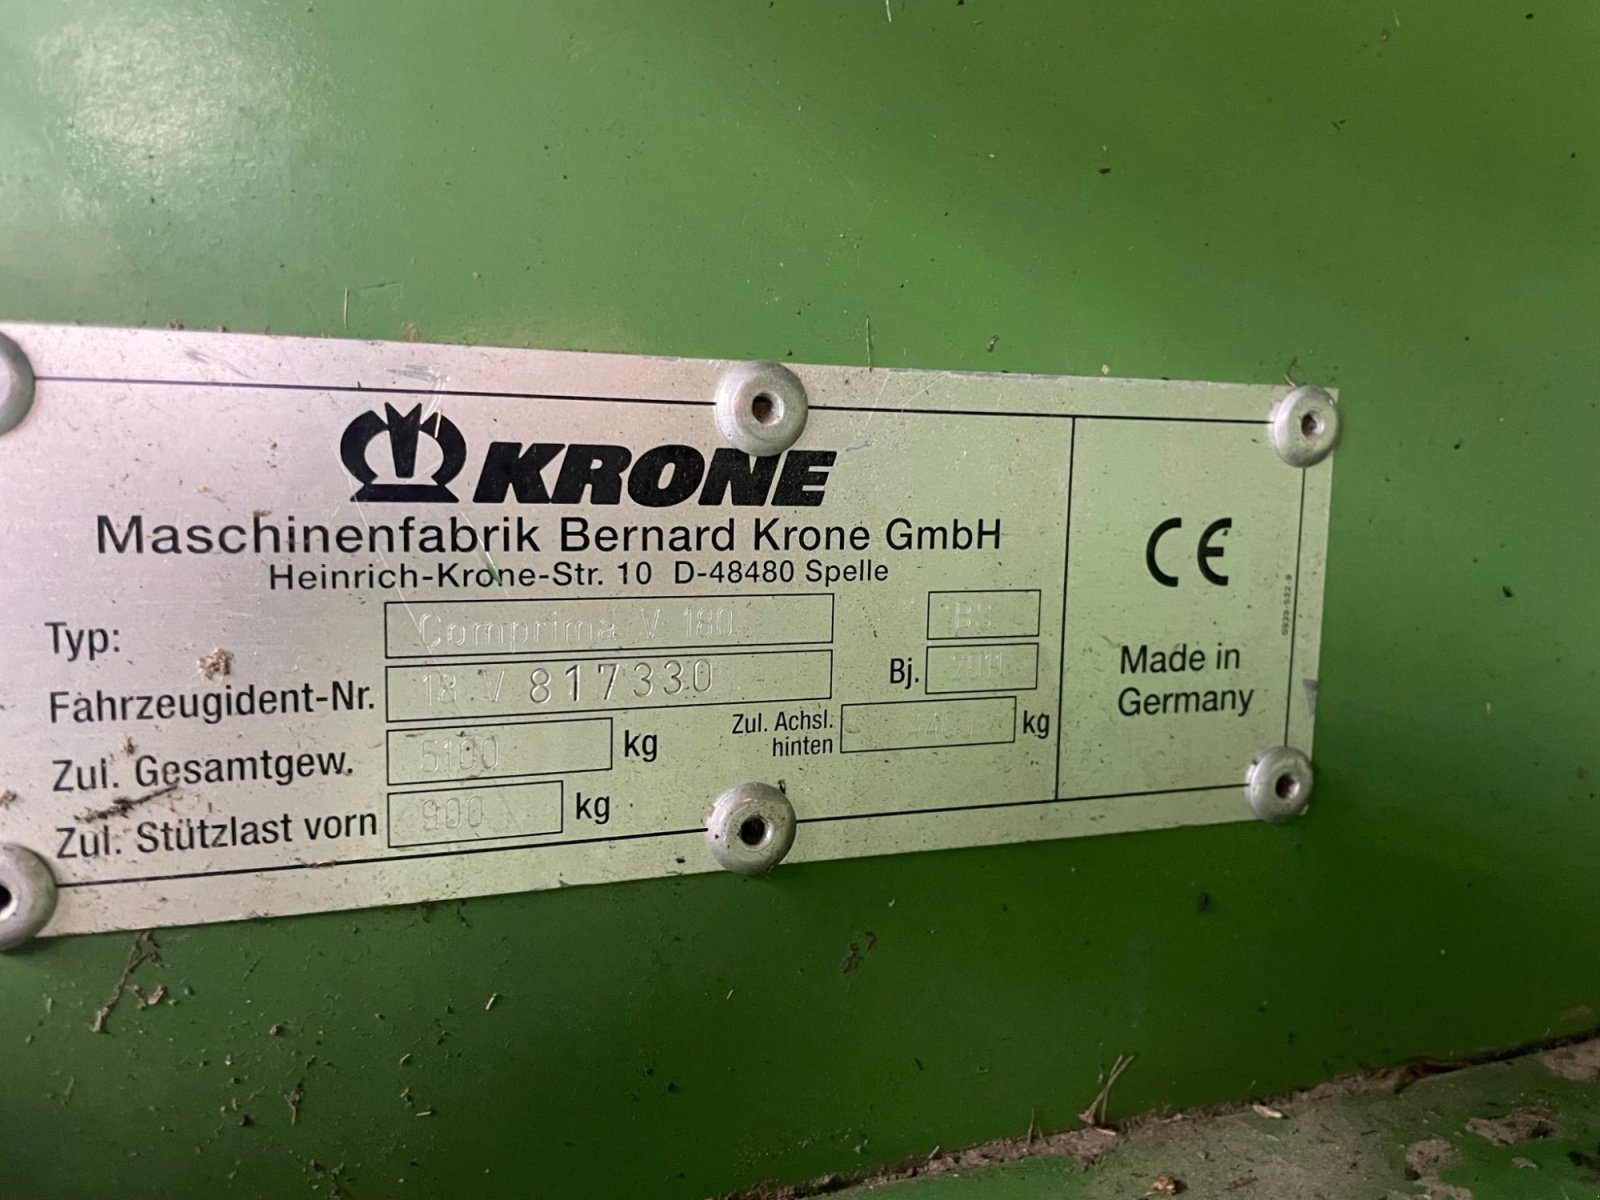 KRONE
Maschinenfabrik Bernard Krone GmbH
Heinrich-Krone-Str. 10 D-48480 Spelle
Typ: Comprima V 180 BS
Fahrzeugident-Nr. 18 V 817330 Bj. 2011
Zul. Gesamtgew. 5100 kg Zul. Achsl. hinten kg
Zul. Stützlast vorn 900 kg
CE
Made in
Germany